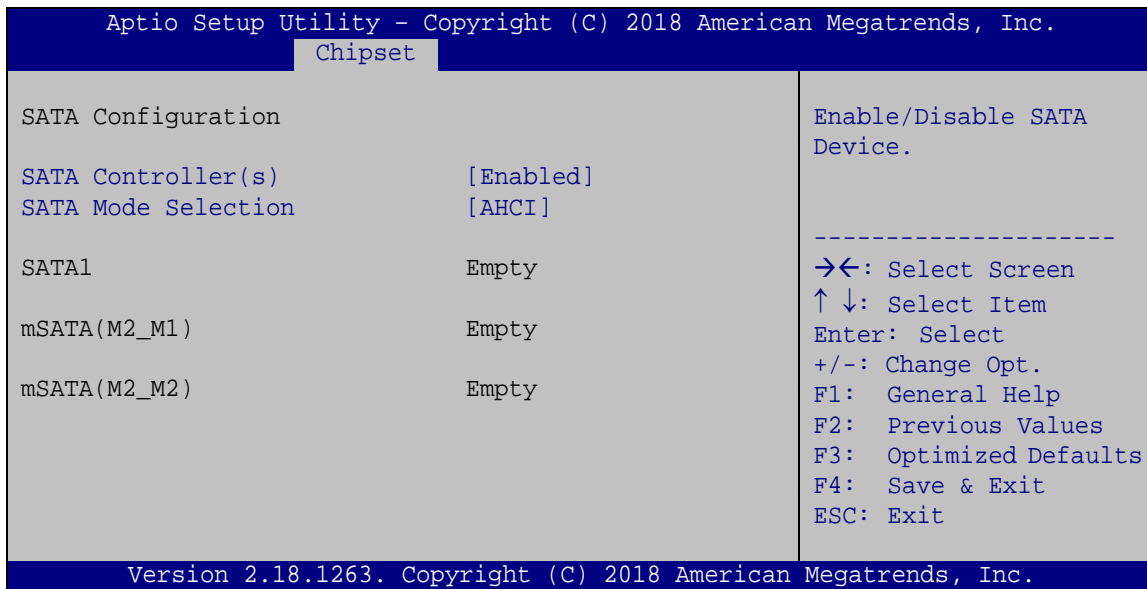 Aptio Setup Utility – Copyright (C) 2018 American Megatrends, Inc.
Chipset
SATA Configuration
SATA Controller(s) [Enabled]
SATA Mode Selection [AHCI]
SATA1 Empty
mSATA(M2_M1) Empty
mSATA(M2_M2) Empty
Enable/Disable SATA
Device.
---------------------
→←: Select Screen
↑ ↓: Select Item
Enter: Select
+/-: Change Opt.
F1: General Help
F2: Previous Values
F3: Optimized Defaults
F4: Save & Exit
ESC: Exit
Version 2.18.1263. Copyright (C) 2018 American Megatrends, Inc.